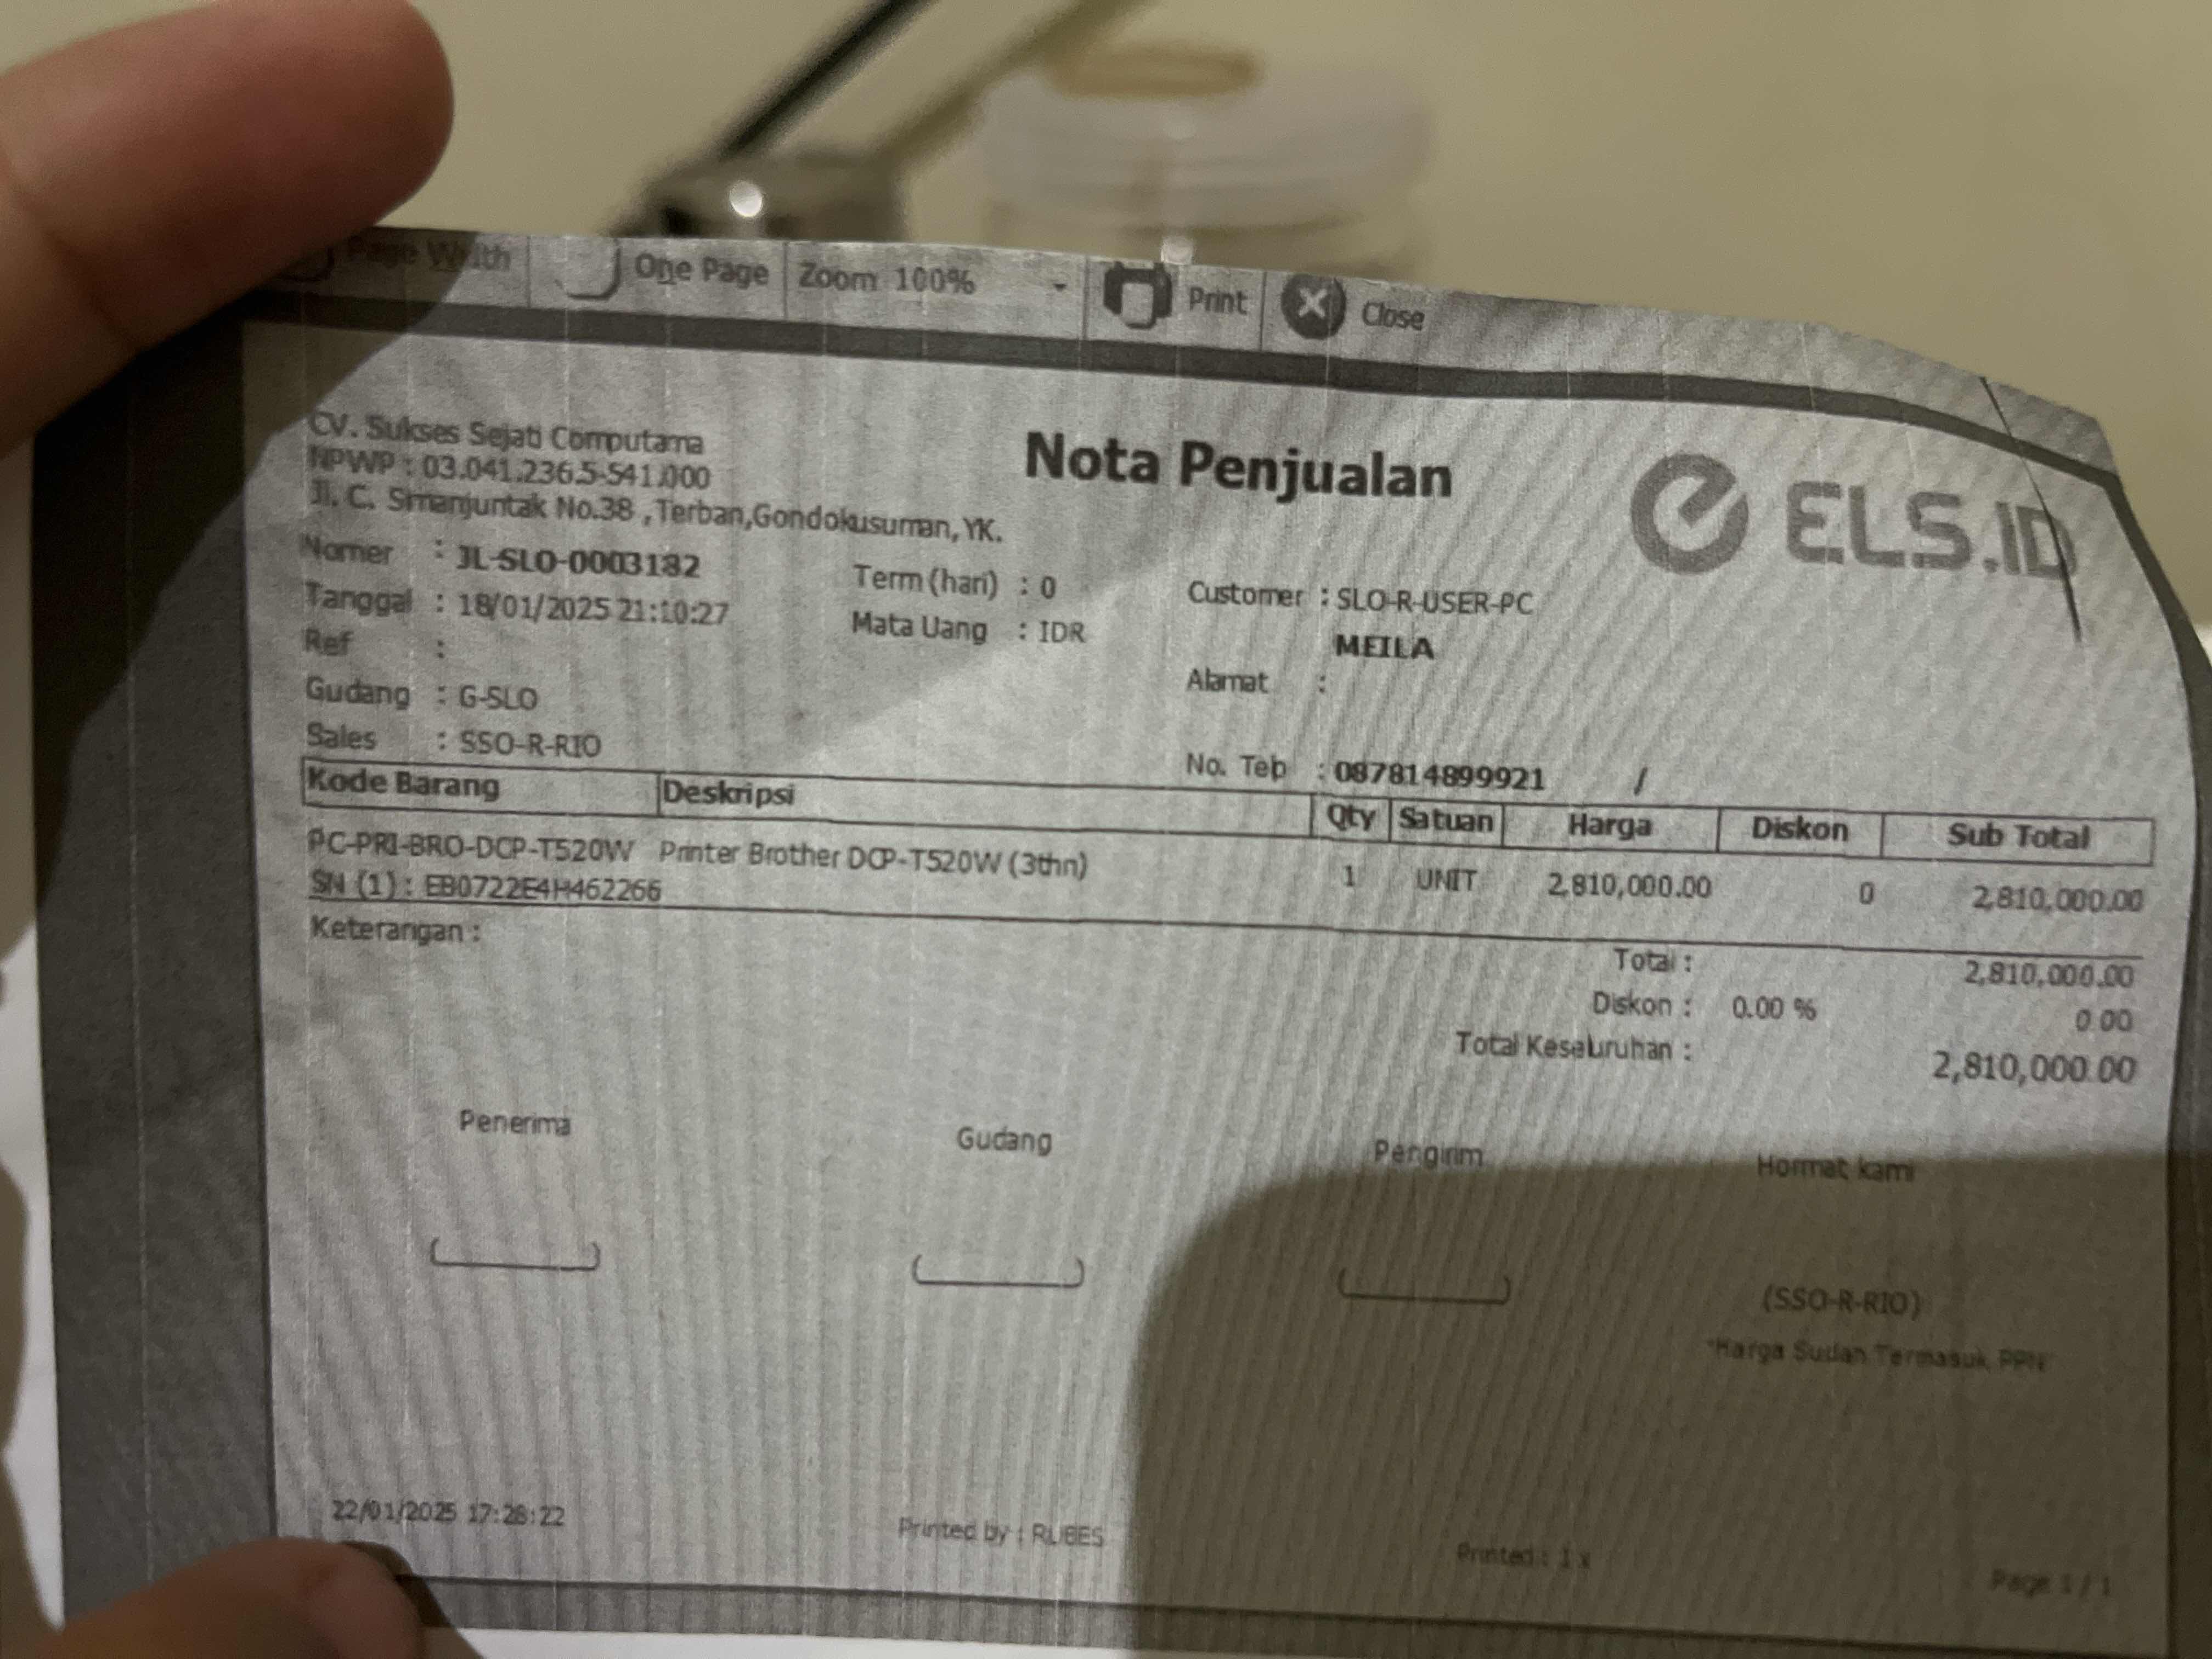 Page Width One Page Zoom 100% Print Close
CV. Sukses Sejati Computama
NPWP : 03.041.236.5-541.000
Jl. C. Simanjuntak No.38 ,Terban,Gondokusuman, YK.
Nota Penjualan
ELS.ID
Nomer : JL-SLO-0003182
Tanggal : 18/01/2025 21:10:27
Ref :
Gudang : G-SLO
Sales : SSO-R-RIO
Term (hari) : 0
Mata Uang : IDR
Customer : SLO-R-USER-PC
MEILA
Alamat :
No. Telp : 087814899921 /
Kode Barang Deskripsi Qty Satuan Harga Diskon Sub Total
PC-PRI-BRO-DCP-T520W Printer Brother DCP-T520W (3thn) 1 UNIT 2,810,000.00 0 2,810,000.00
SN (1) : EB0722E4H462266
Keterangan :
Total : 2,810,000.00
Diskon : 0.00 % 0.00
Total Keseluruhan : 2,810,000.00
Penerima Gudang Pengirim Hormat kami
(SSO-R-RIO)
*Harga Sudah Termasuk PPN*
22/01/2025 17:28:22 Printed by : RUBES Printed : 1 x Page 1 / 1